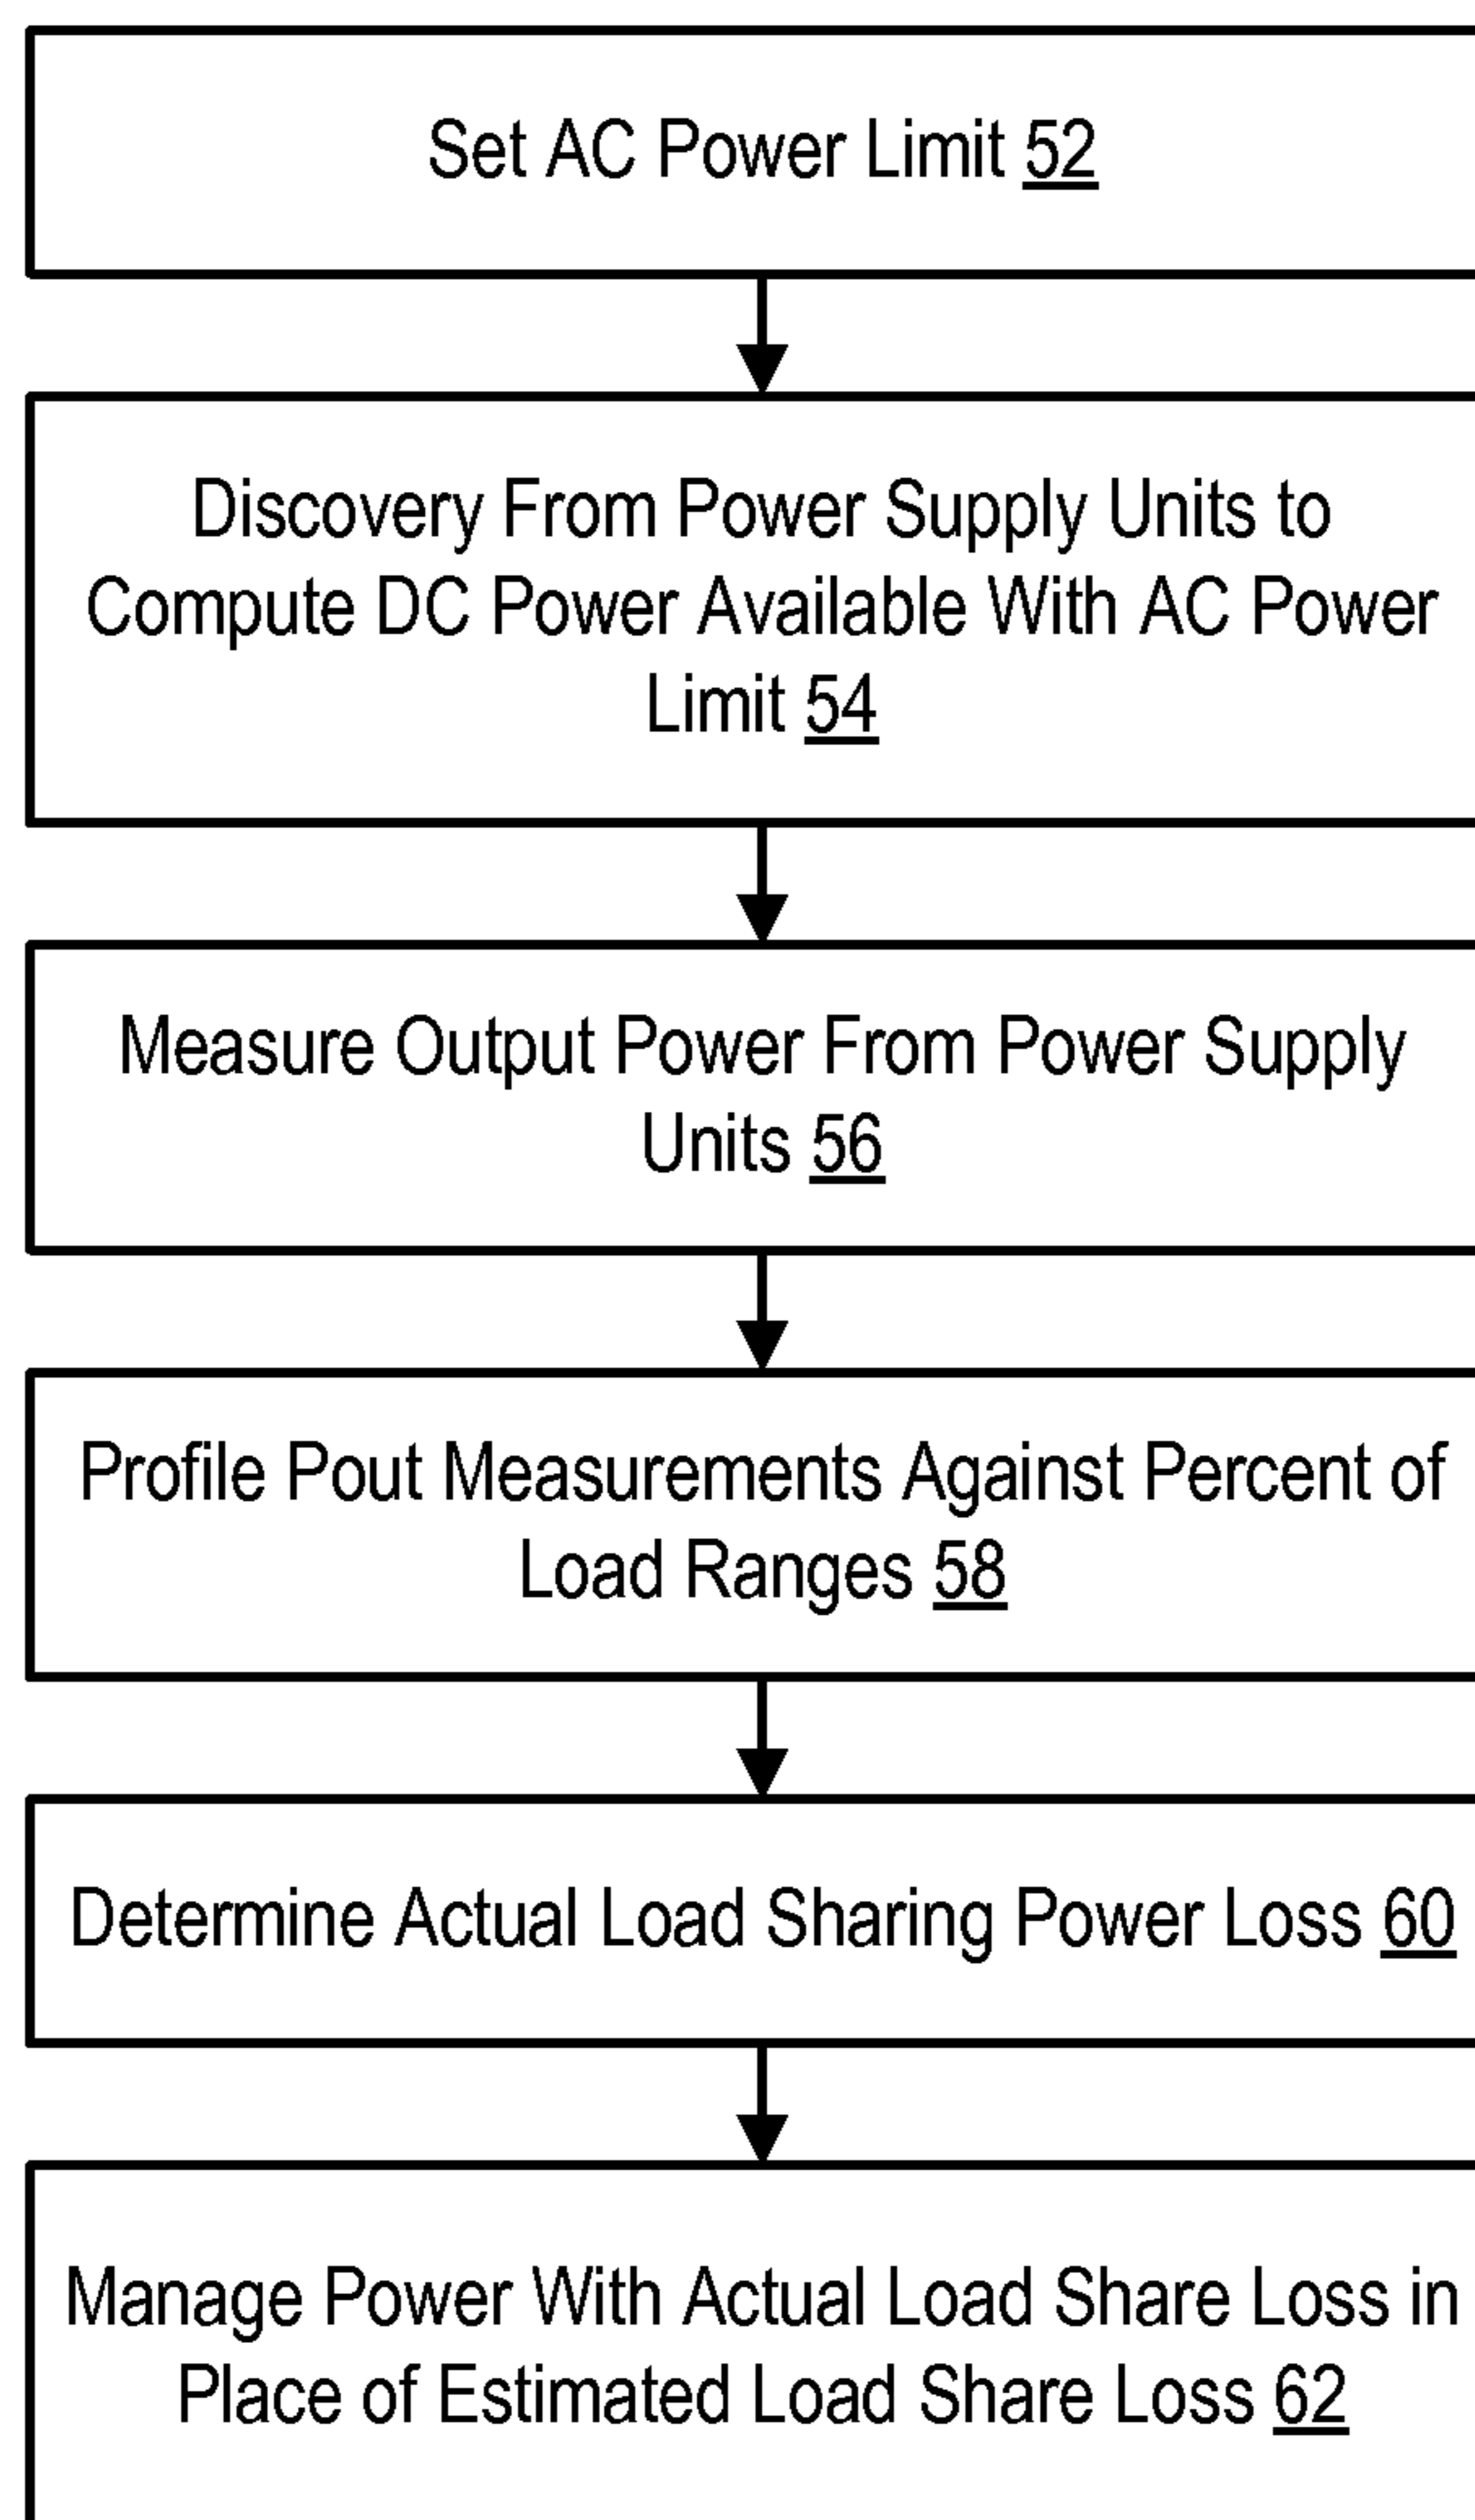 Set AC Power Limit 52
Discovery From Power Supply Units to
Compute DC Power Available With AC Power
Limit 54
Measure Output Power From Power Supply
Units 56
Profile Pout Measurements Against Percent of
Load Ranges 58
Determine Actual Load Sharing Power Loss 60
Manage Power With Actual Load Share Loss in
Place of Estimated Load Share Loss 62